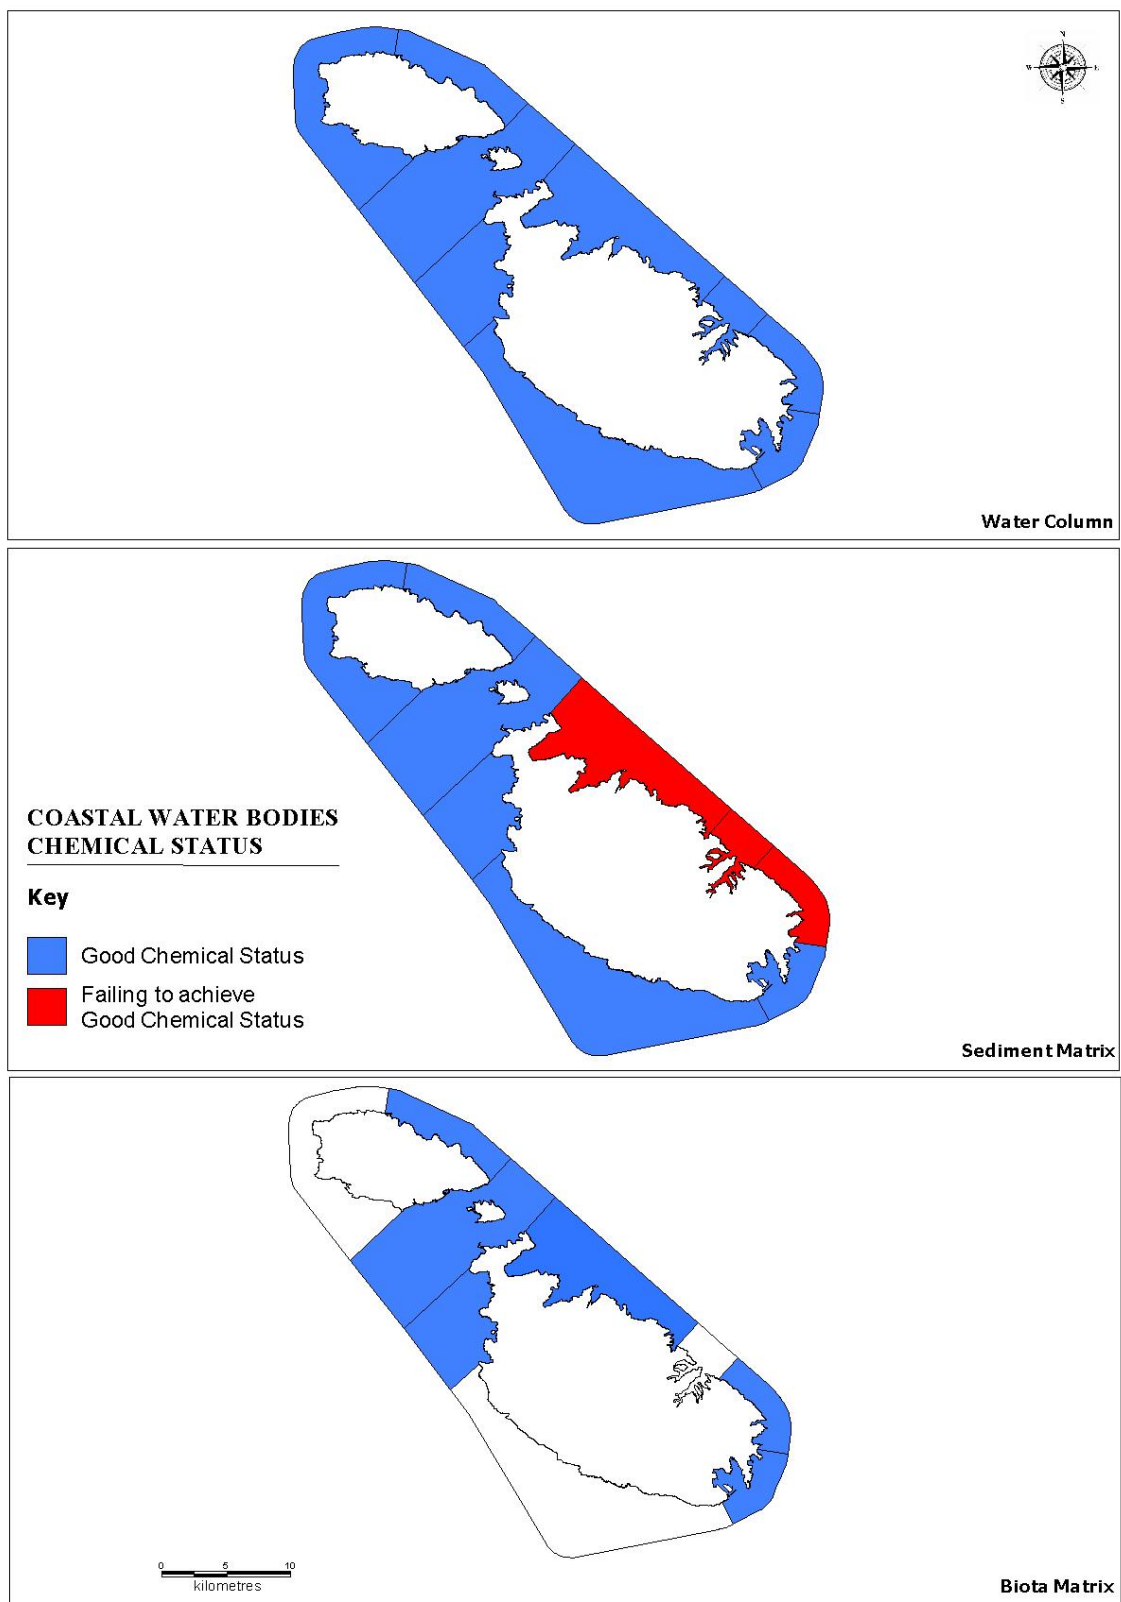 N
W
E
S
Water Column
COASTAL WATER BODIES
CHEMICAL STATUS
Key
Good Chemical Status
Failing to achieve
Good Chemical Status
Sediment Matrix
0 5 10
kilometres
Biota Matrix